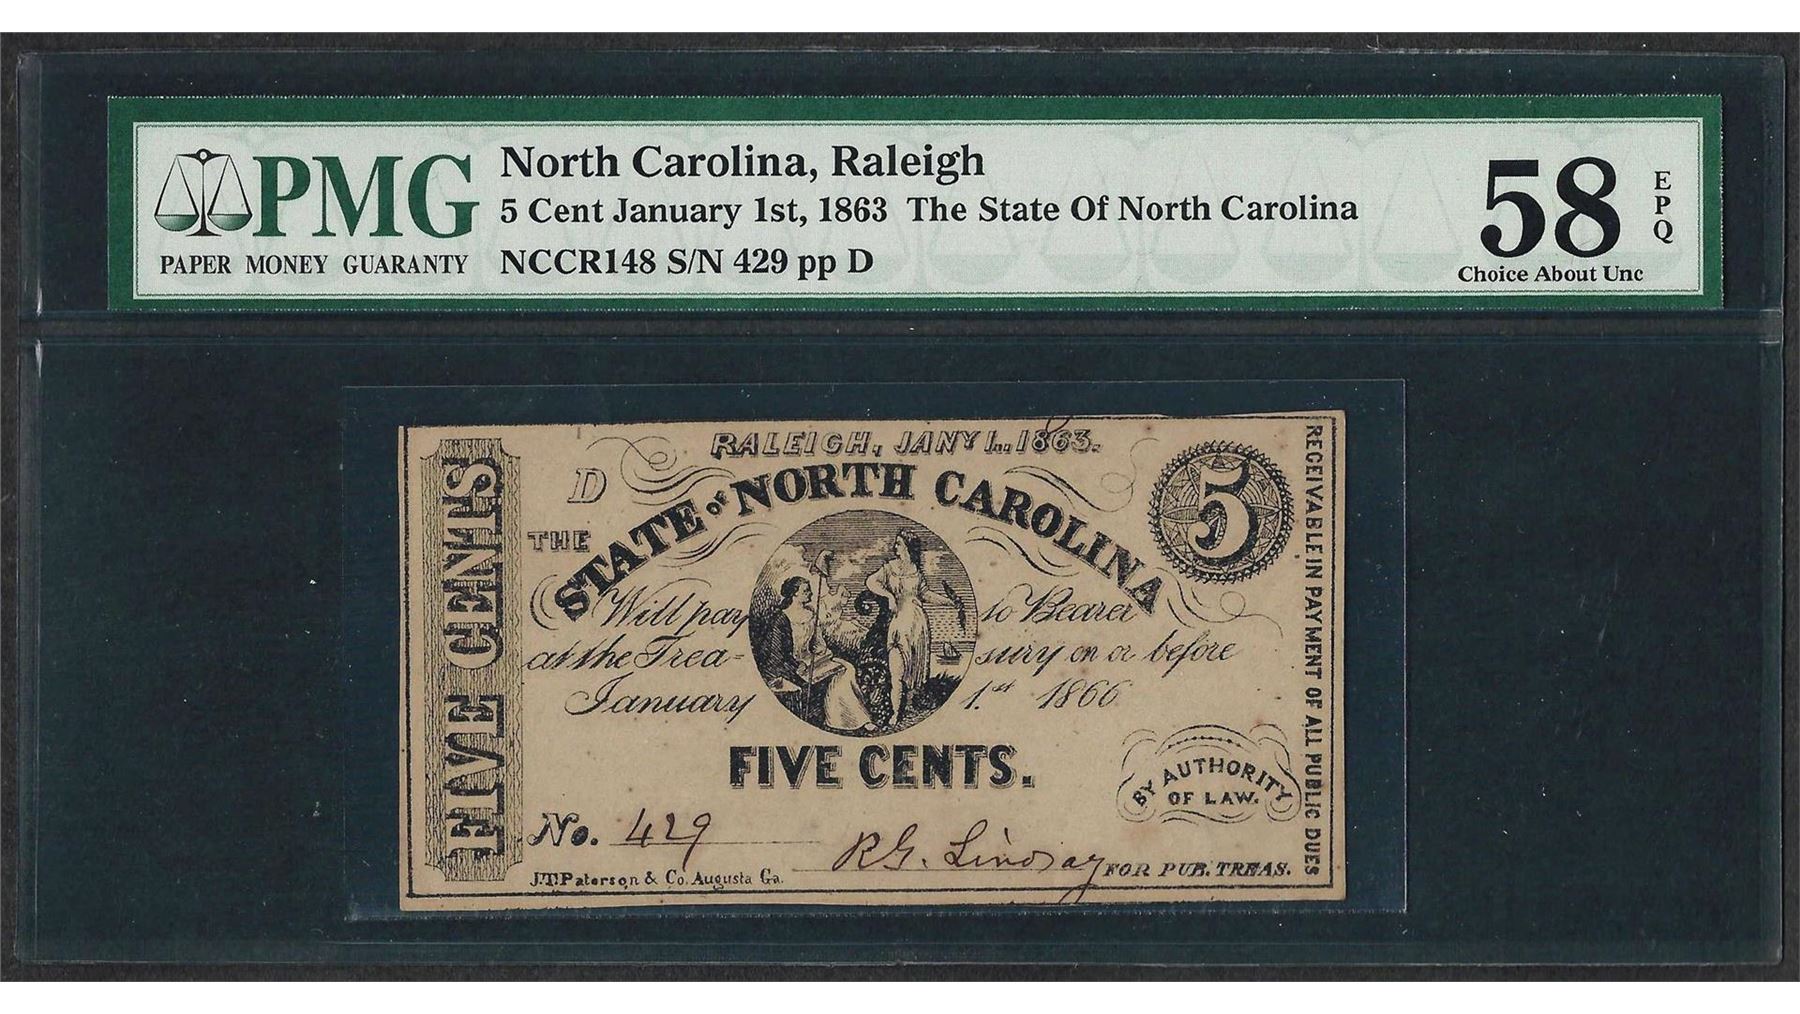 PMG
PAPER MONEY GUARANTY
North Carolina, Raleigh
5 Cent January 1st, 1863 The State Of North Carolina
NCCR148 S/N 429 pp D
58
EPQ
Choice About Unc
RALEIGH, JANY 1.., 1863.
D
5
THE
STATE OF NORTH CAROLINA
FIVE CENTS
Will pay to Bearer
at the Trea- sury on or before
January 1.st 1866
FIVE CENTS.
BY AUTHORITY
OF LAW.
RECEIVABLE IN PAYMENT OF ALL PUBLIC DUES
No. 429
R.G. Lindsay FOR PUB. TREAS.
J.T. Paterson & Co. Augusta Ga.